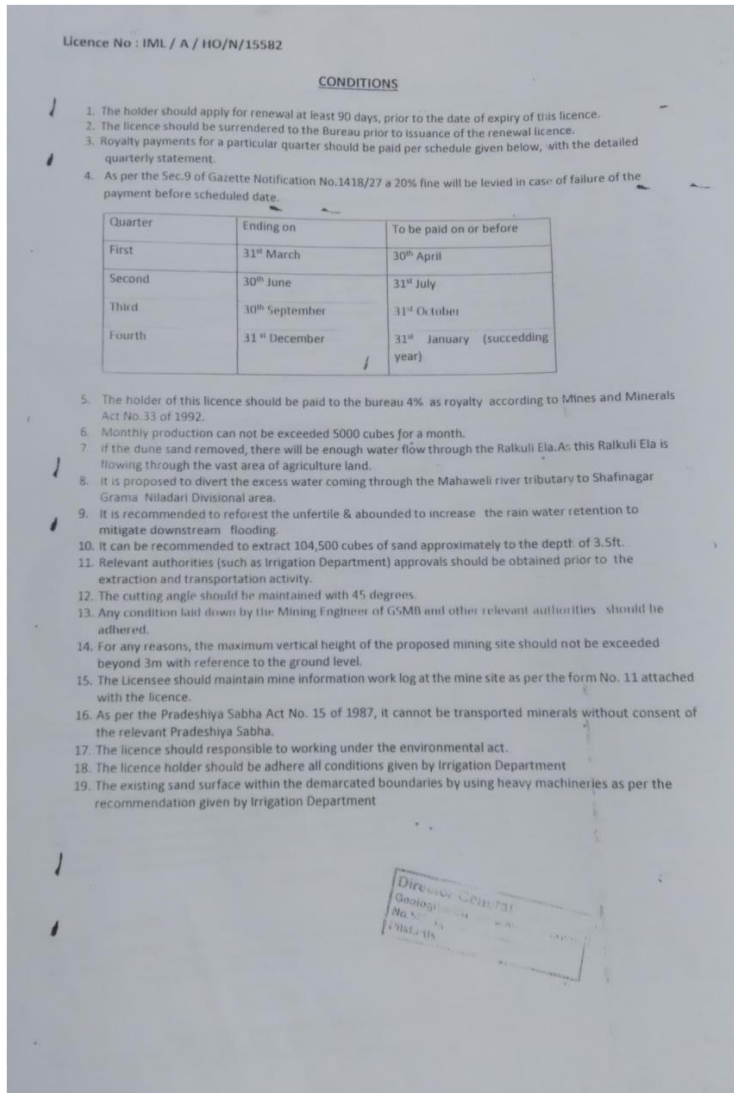 Licence No : IML / A / HO/N/15582
CONDITIONS
1. The holder should apply for renewal at least 90 days, prior to the date of expiry of this licence.
2. The licence should be surrendered to the Bureau prior to issuance of the renewal licence.
3. Royalty payments for a particular quarter should be paid per schedule given below, with the detailed
quarterly statement.
4. As per the Sec.9 of Gazette Notification No.1418/27 a 20% fine will be levied in case of failure of the
payment before scheduled date.
Quarter Ending on To be paid on or before
First 31st March 30th April
Second 30th June 31st July
Third 30th September 31st October
Fourth 31 st December 31st January (succedding
year)
5. The holder of this licence should be paid to the bureau 4% as royalty according to Mines and Minerals
Act No.33 of 1992.
6. Monthly production can not be exceeded 5000 cubes for a month.
7 if the dune sand removed, there will be enough water flow through the Ralkuli Ela.As this Ralkuli Ela is
flowing through the vast area of agriculture land.
8. it is proposed to divert the excess water coming through the Mahaweli river tributary to Shafinagar
Grama Niladari Divisional area.
9. It is recommended to reforest the unfertile & abounded to increase the rain water retention to
mitigate downstream flooding.
10. It can be recommended to extract 104,500 cubes of sand approximately to the depth of 3.5ft.
11. Relevant authorities (such as Irrigation Department) approvals should be obtained prior to the
extraction and transportation activity.
12. The cutting angle should be maintained with 45 degrees.
13. Any condition laid down by the Mining Engineer of GSMB and other relevant authorities should be
adhered.
14. For any reasons, the maximum vertical height of the proposed mining site should not be exceeded
beyond 3m with reference to the ground level.
15. The Licensee should maintain mine information work log at the mine site as per the form No. 11 attached
with the licence.
16. As per the Pradeshiya Sabha Act No. 15 of 1987, it cannot be transported minerals without consent of
the relevant Pradeshiya Sabha.
17. The licence should responsible to working under the environmental act.
18. The licence holder should be adhere all conditions given by Irrigation Department
19. The existing sand surface within the demarcated boundaries by using heavy machineries as per the
recommendation given by Irrigation Department
Director General
No.